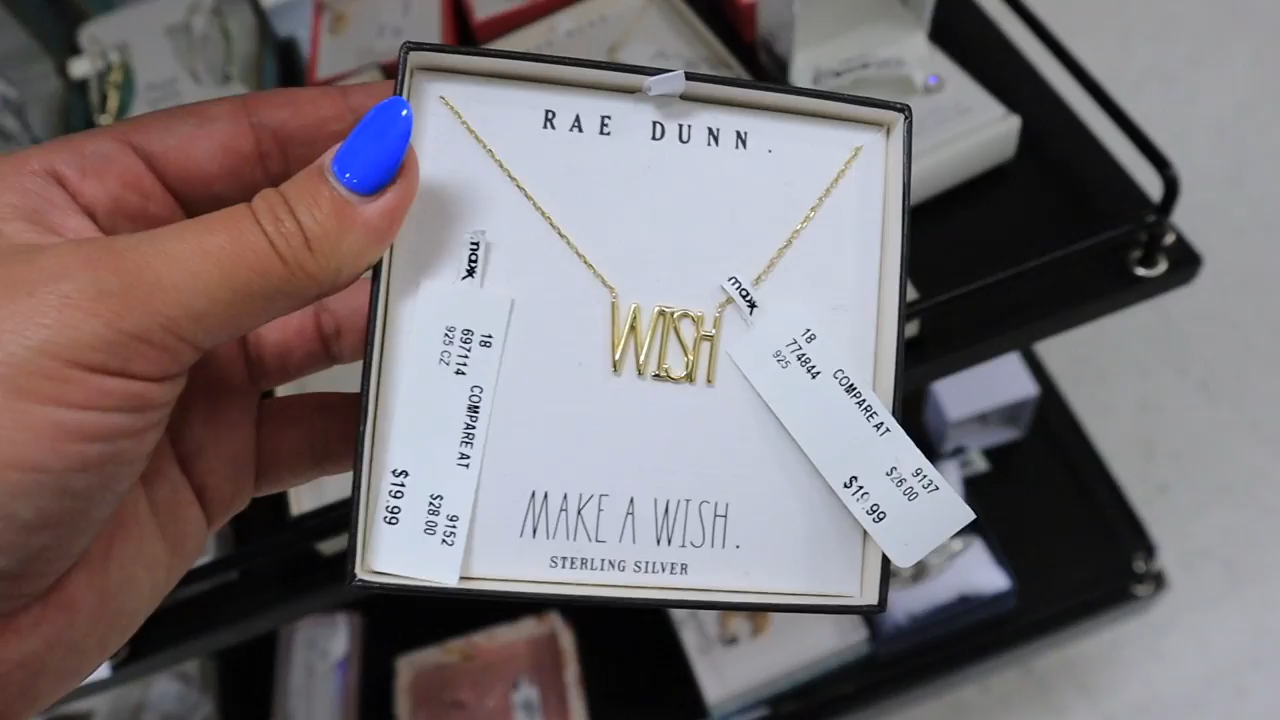 RAE DUNN.
maxx
18
697114
925 CZ
COMPARE AT
9152
$28.00
$19.99
WISH
maxx
18
774844
925
COMPARE AT
9137
$26.00
$19.99
MAKE A WISH.
STERLING SILVER